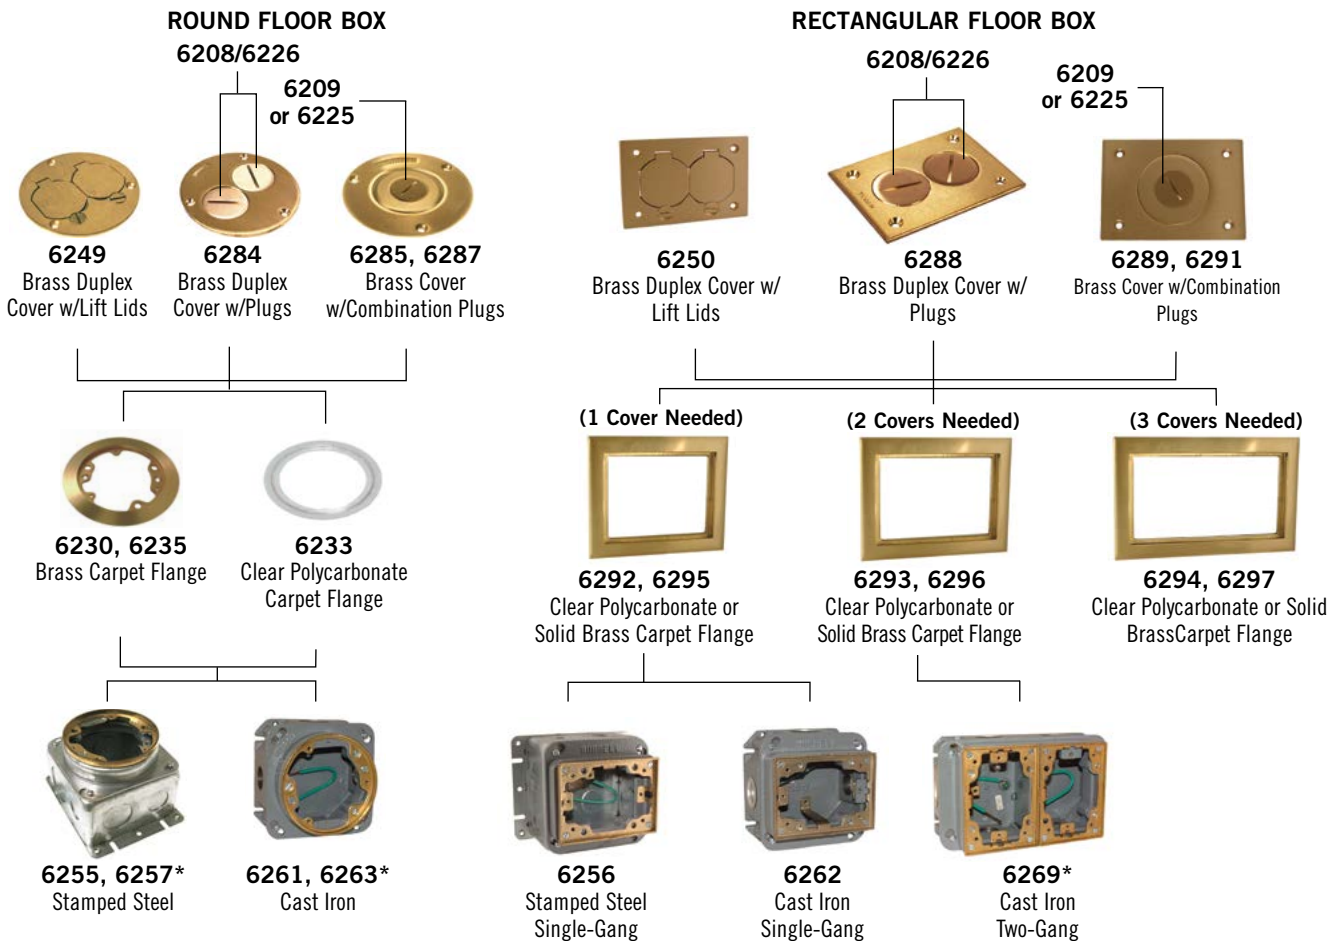 ROUND FLOOR BOX
6208/6226
6209
or 6225
6249
Brass Duplex
Cover w/Lift Lids
6284
Brass Duplex
Cover w/Plugs
6285, 6287
Brass Cover
w/Combination Plugs
6230, 6235
Brass Carpet Flange
6233
Clear Polycarbonate
Carpet Flange
6255, 6257*
Stamped Steel
6261, 6263*
Cast Iron
RECTANGULAR FLOOR BOX
6208/6226
6209
or 6225
6250
Brass Duplex Cover w/
Lift Lids
6288
Brass Duplex Cover w/
Plugs
6289, 6291
Brass Cover w/Combination
Plugs
(1 Cover Needed)
(2 Covers Needed)
(3 Covers Needed)
6292, 6295
Clear Polycarbonate or
Solid Brass Carpet Flange
6293, 6296
Clear Polycarbonate or
Solid Brass Carpet Flange
6294, 6297
Clear Polycarbonate or Solid
BrassCarpet Flange
6256
Stamped Steel
Single-Gang
6262
Cast Iron
Single-Gang
6269*
Cast Iron
Two-Gang